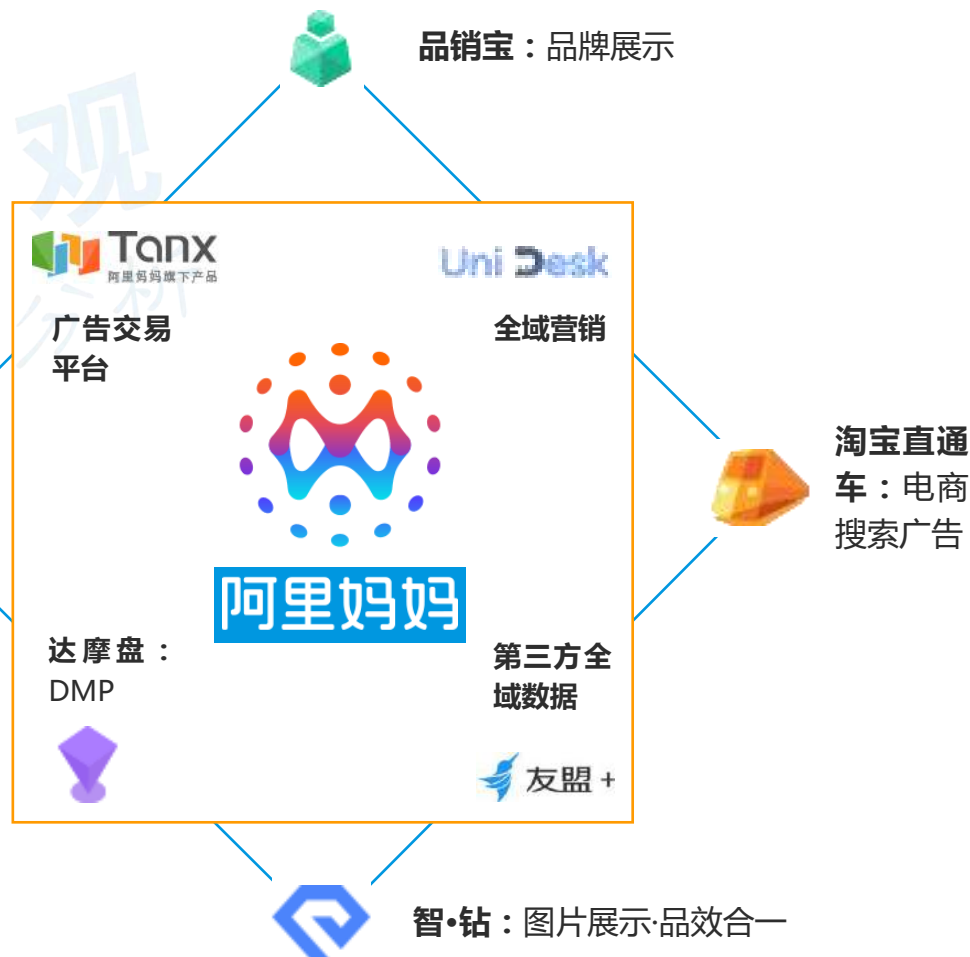 品销宝：品牌展示
观
分析
Tanx
阿里妈妈旗下产品
Uni Desk
广告交易
平台
全域营销
淘宝直通
车：电商
搜索广告
阿里妈妈
达摩盘：
DMP
第三方全
域数据
友盟+
智•钻：图片展示·品效合一